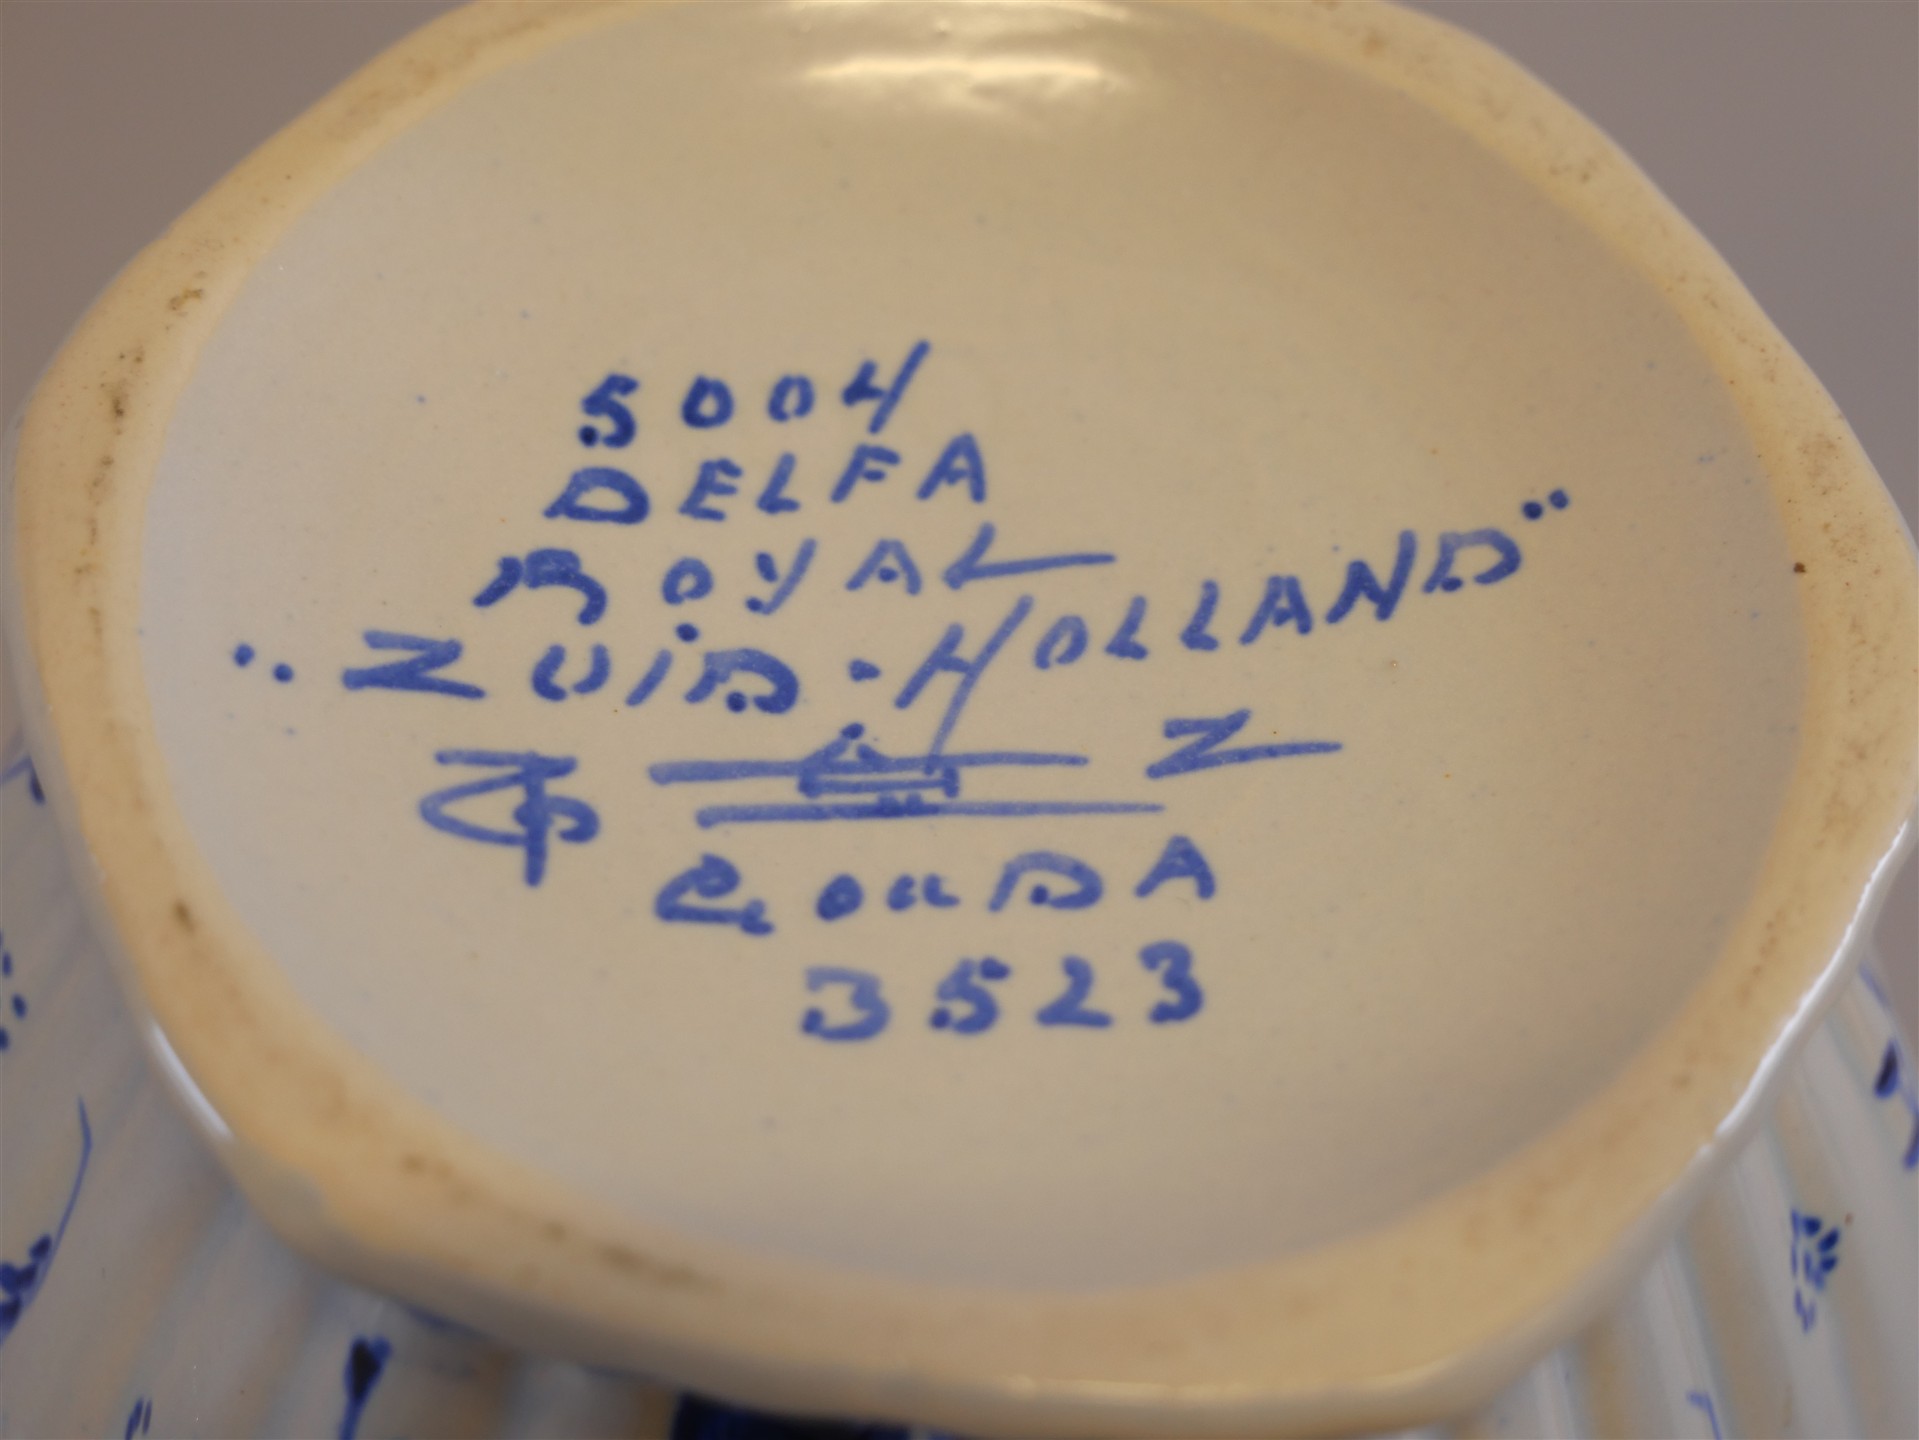 5004
DELFA
ROYAL
„ZUID-HOLLAND”
Z
GOUDA
3523